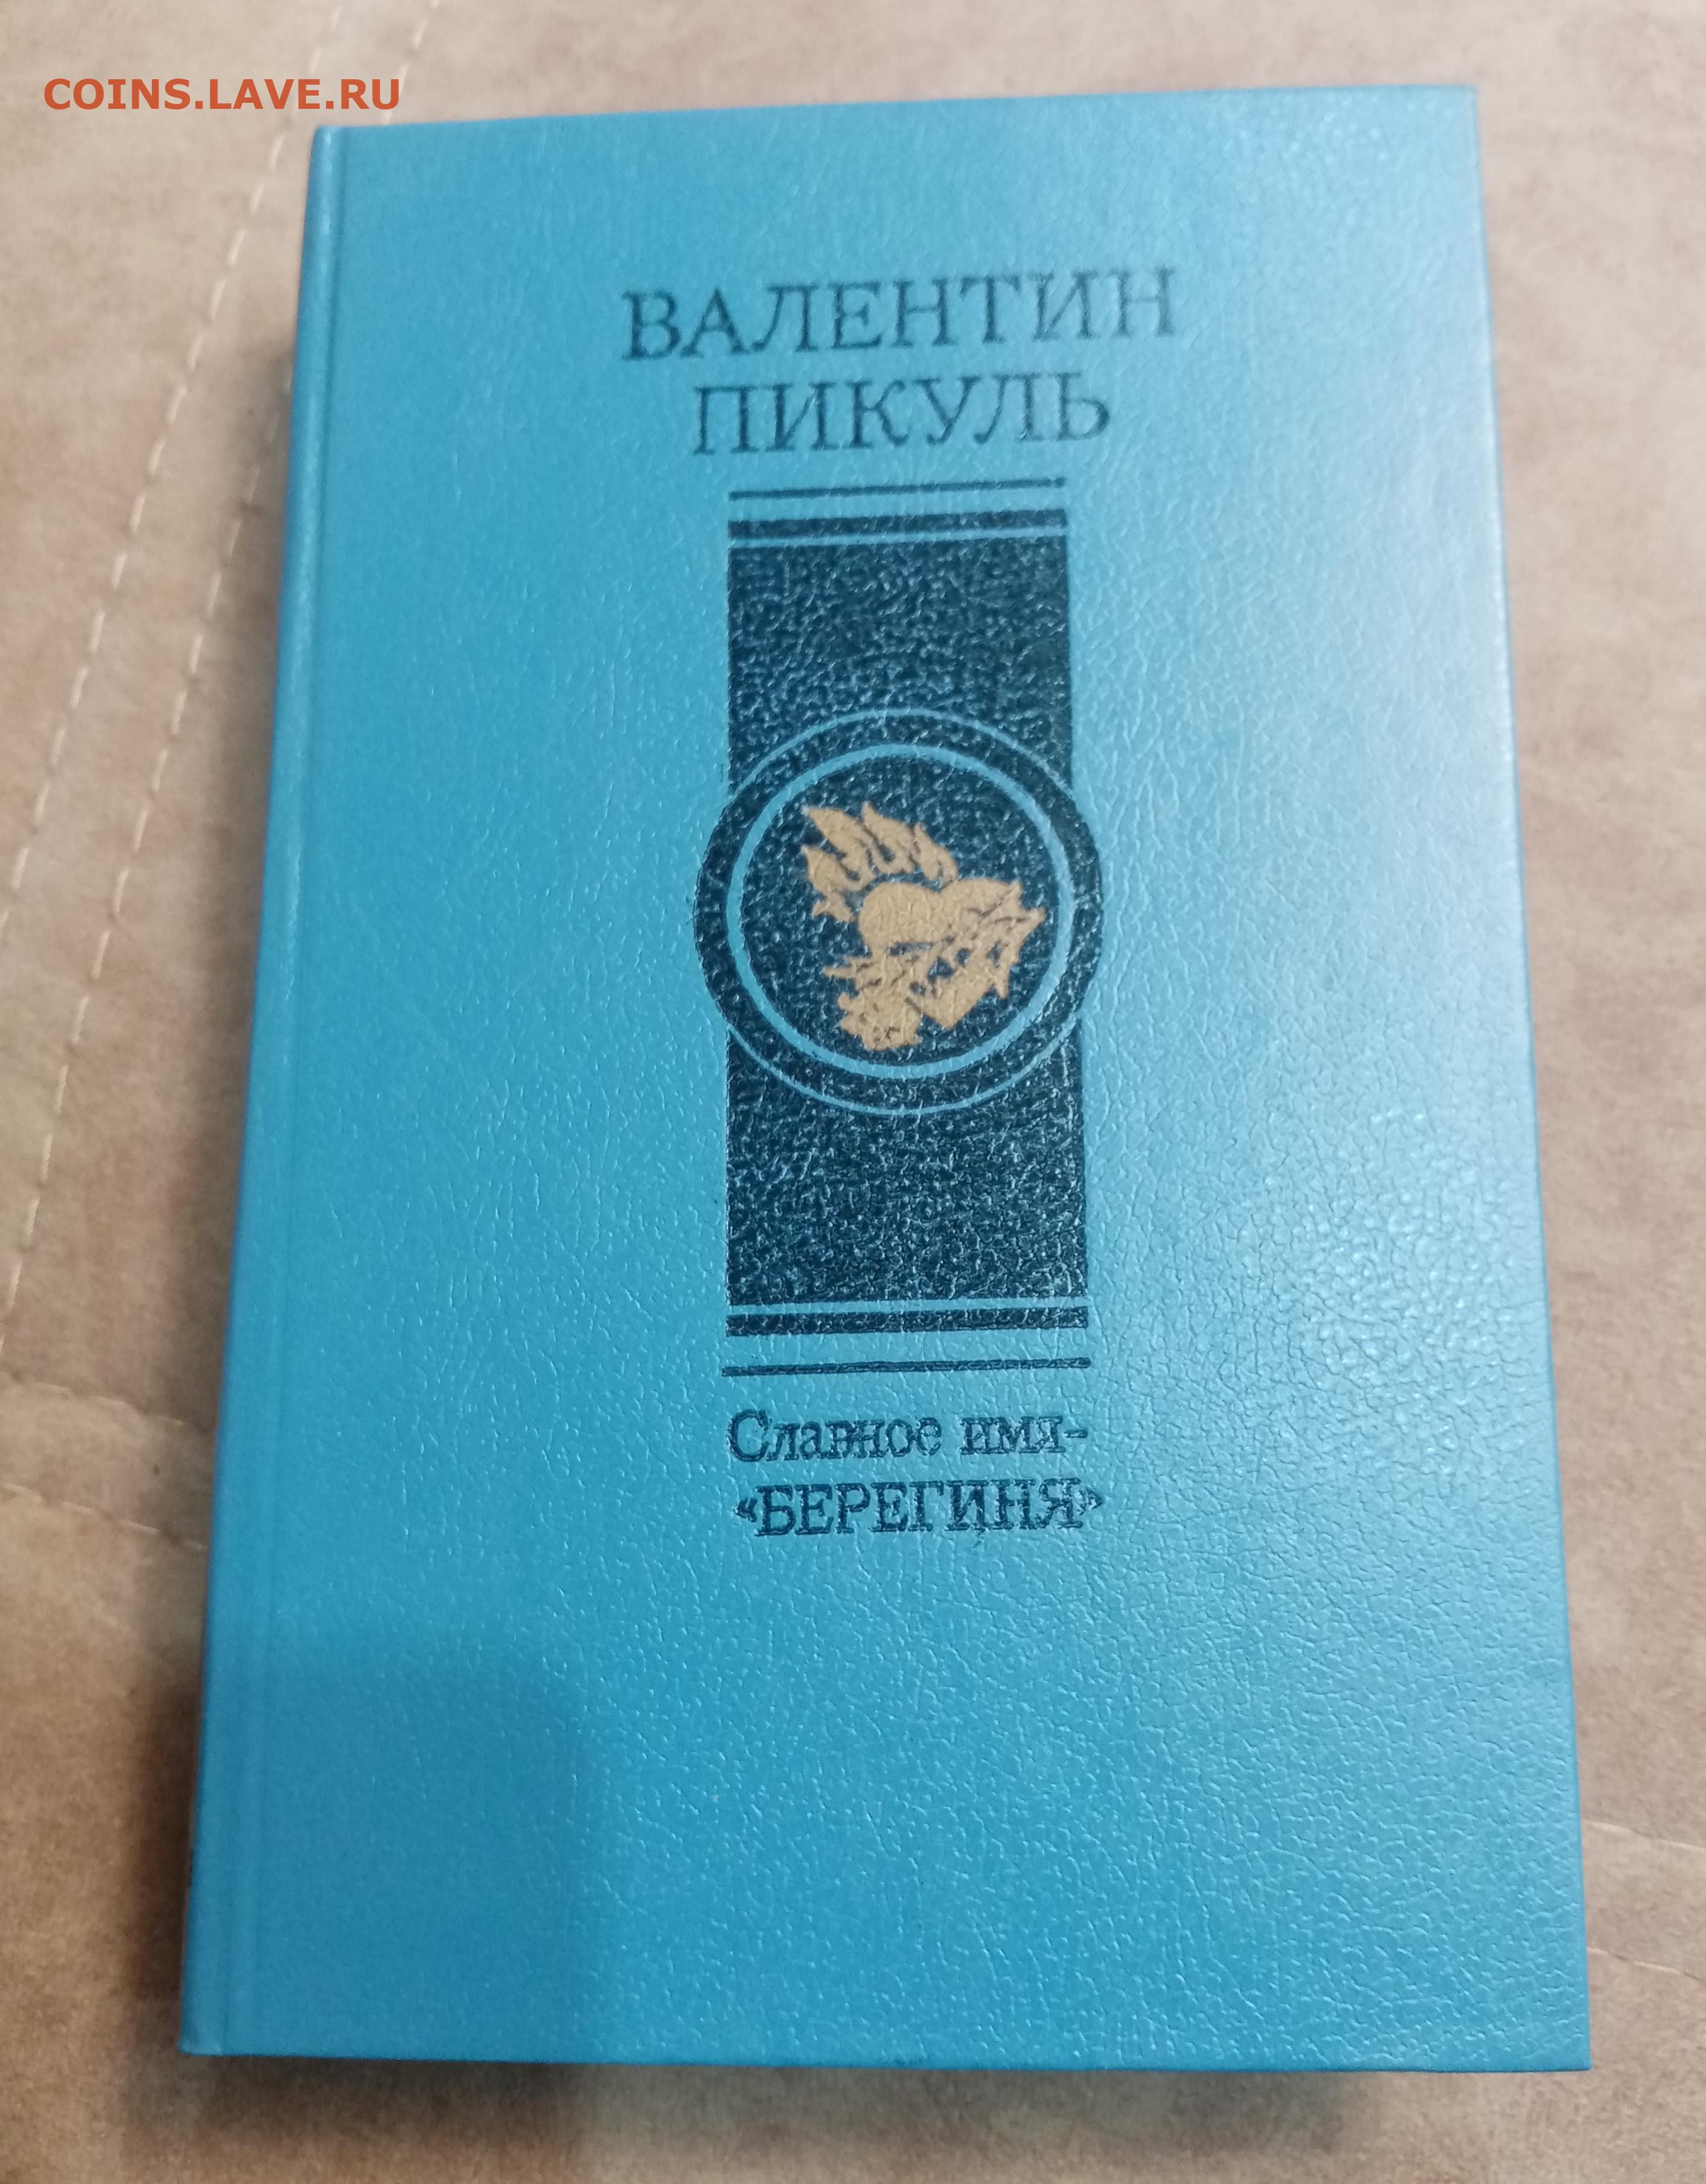 COINS.LAVE.RU
ВАЛЕНТИН
ПИКУЛЬ
Славное имя-
«БЕРЕГИНЯ»